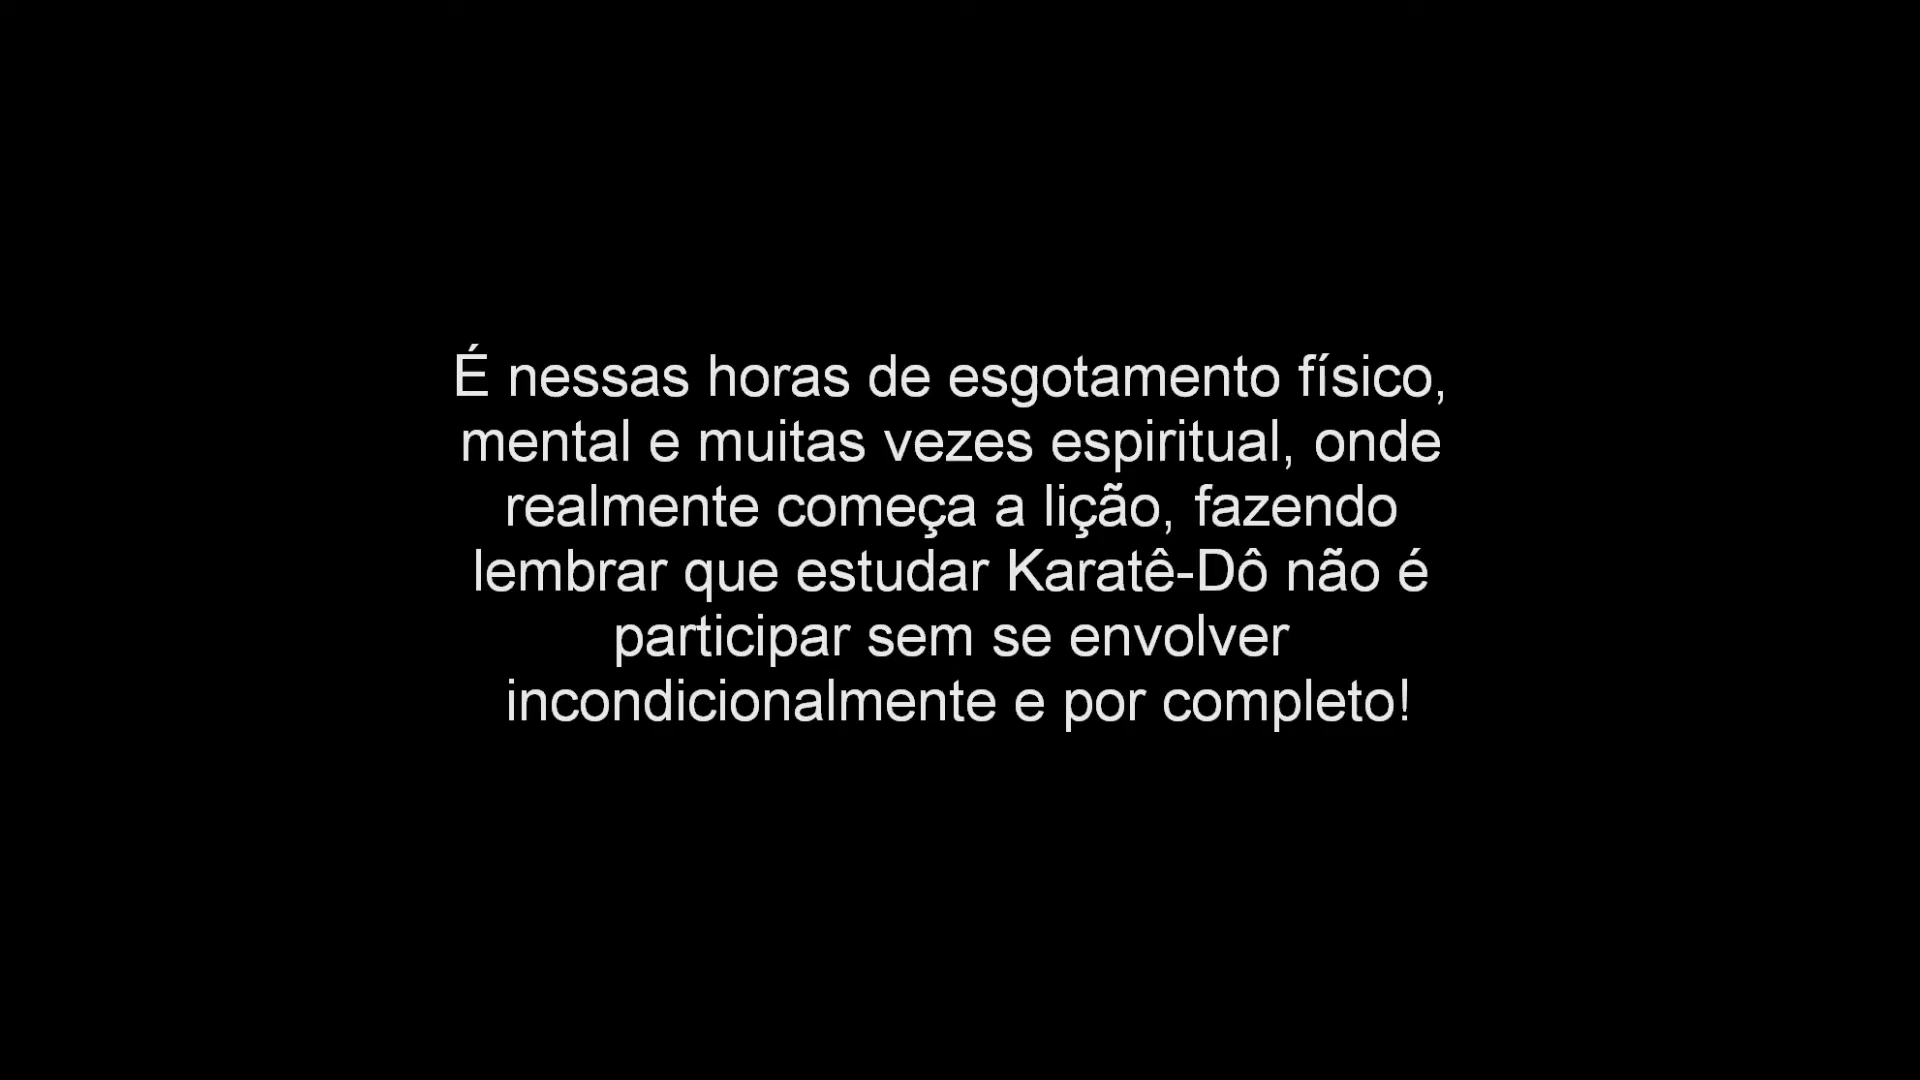 É nessas horas de esgotamento físico,
mental e muitas vezes espiritual, onde
realmente começa a lição, fazendo
lembrar que estudar Karatê-Dô não é
participar sem se envolver
incondicionalmente e por completo!